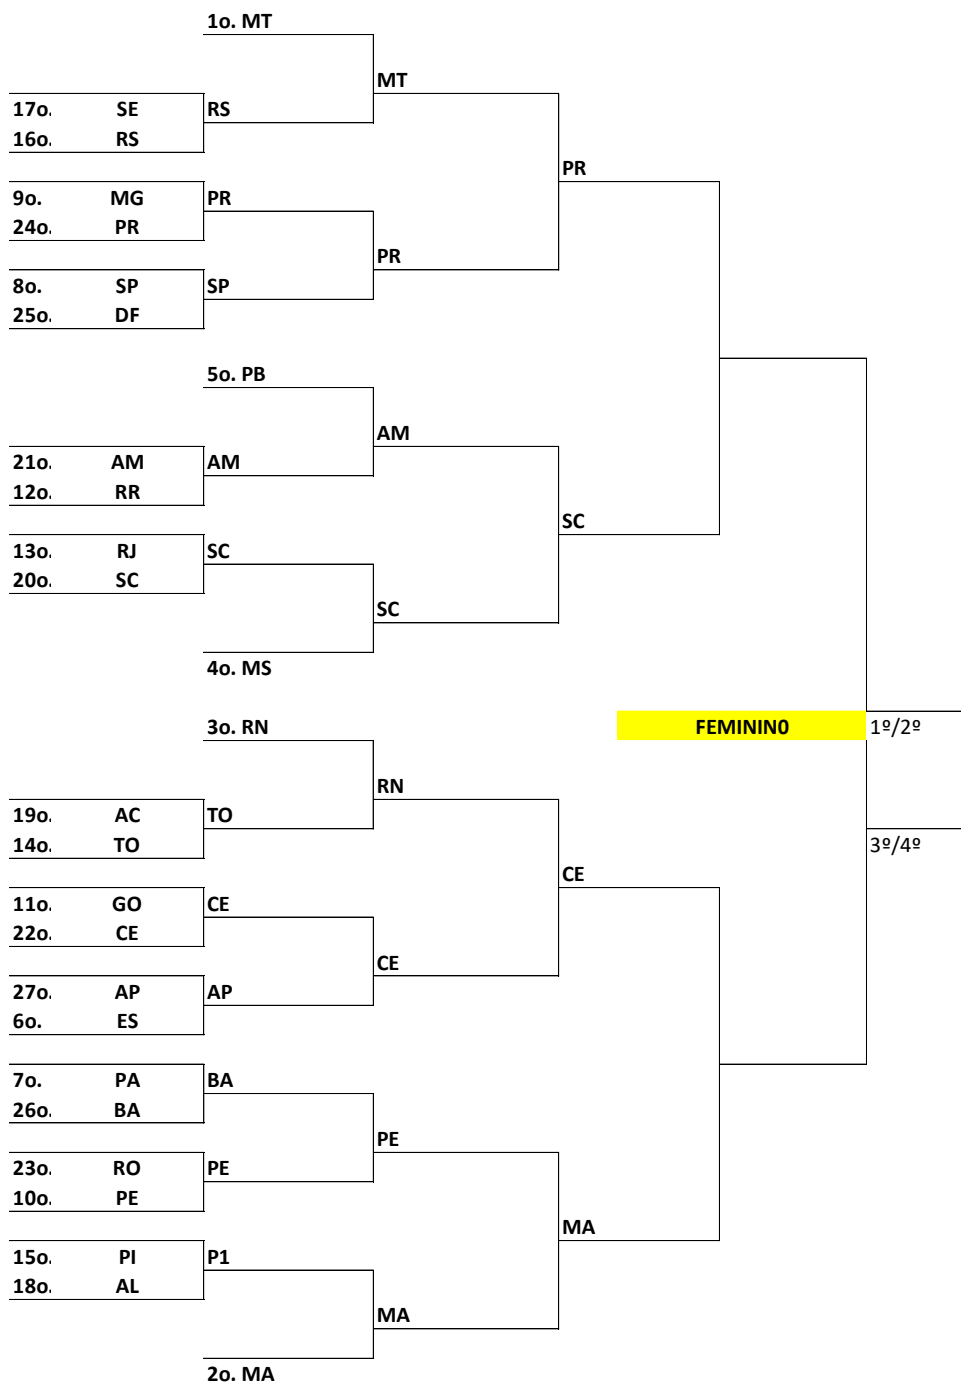 1o. MT
MT
17o. SE RS
16o. RS
PR
9o. MG PR
24o. PR
PR
8o. SP SP
25o. DF
5o. PB
AM
21o. AM AM
12o. RR
SC
13o. RJ SC
20o. SC
SC
4o. MS
3o. RN FEMININ0 1º/2º
RN
19o. AC TO
14o. TO 3º/4º
CE
11o. GO CE
22o. CE
CE
27o. AP AP
6o. ES
7o. PA BA
26o. BA
PE
23o. RO PE
10o. PE
MA
15o. PI P1
18o. AL
MA
2o. MA